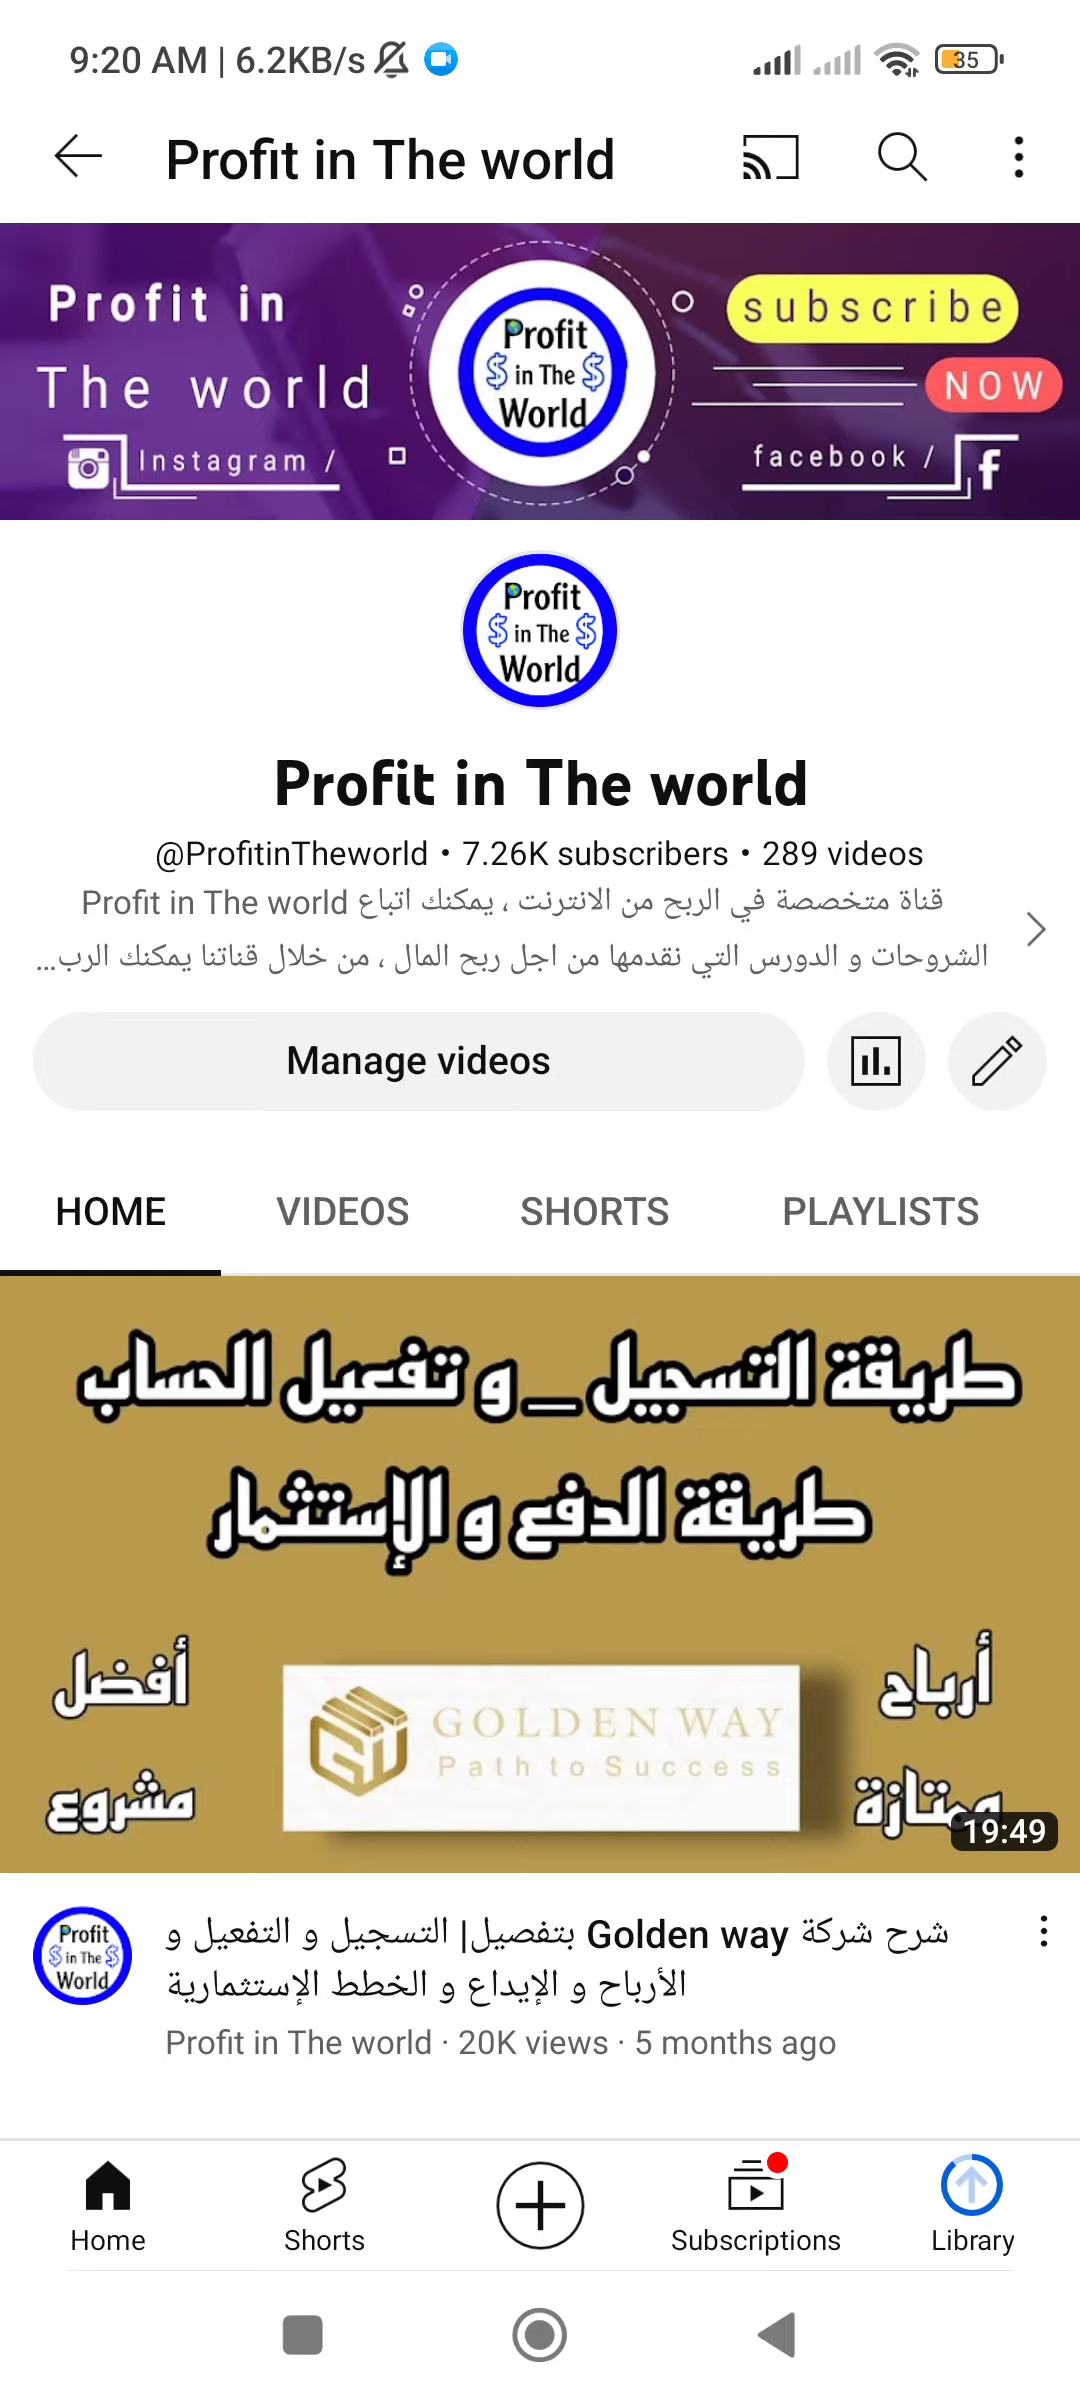 9:20 AM | 6.2KB/s
35
Profit in The world
Profit in
The world
Instagram /
Profit
$ in The $
World
subscribe
NOW
facebook / f
Profit
$ in The $
World
Profit in The world
@ProfitinTheworld • 7.26K subscribers • 289 videos
قناة متخصصة في الربح من الانترنت ، يمكنك اتباع Profit in The world
الشروحات و الدورس التي نقدمها من اجل ربح المال ، من خلال قناتنا يمكنك الرب...
Manage videos
HOME VIDEOS SHORTS PLAYLISTS
طريقة التسجيل _ و تفعيل الحساب
طريقة الدفع و الإستثمار
أرباح
ممتازة
أفضل
مشروع
GOLDEN WAY
Path to Success
19:49
Profit
$ in The $
World
شرح شركة Golden way بتفصيل| التسجيل و التفعيل و
الأرباح و الإيداع و الخطط الإستثمارية
Profit in The world · 20K views · 5 months ago
Home Shorts Subscriptions Library